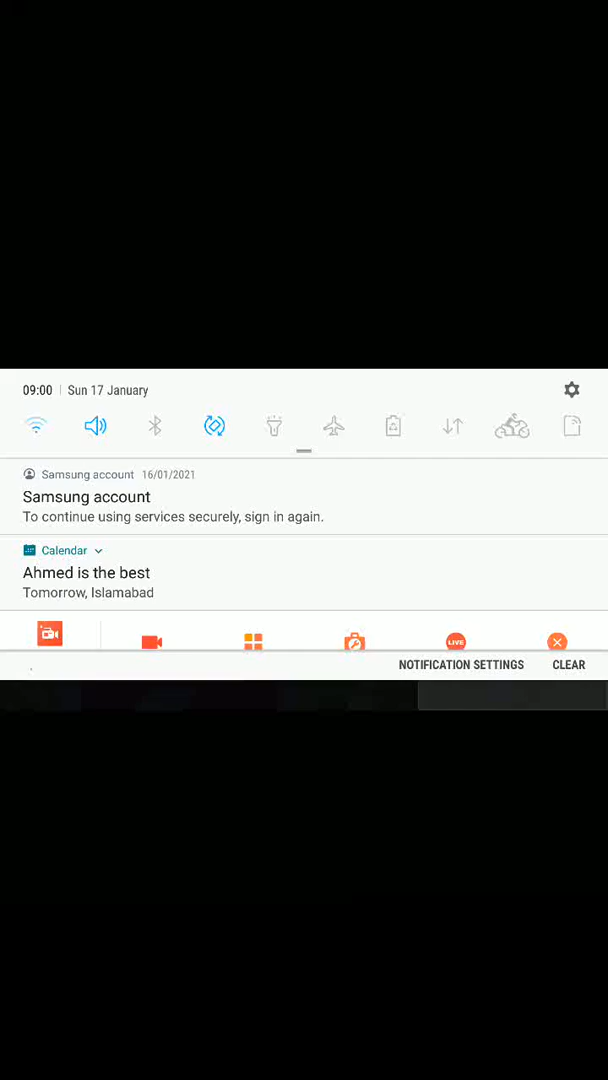 09:00 Sun 17 January
Samsung account 16/01/2021
Samsung account
To continue using services securely, sign in again.
Calendar
Ahmed is the best
Tomorrow, Islamabad
LIVE
NOTIFICATION SETTINGS CLEAR